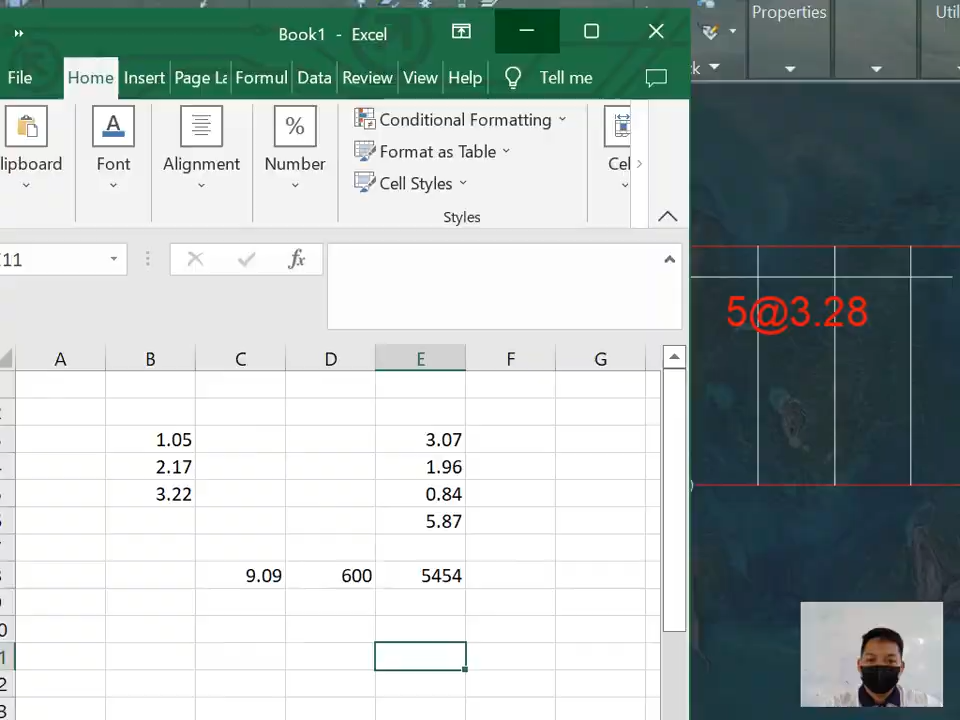 Book1 - Excel
Properties
Util
File Home Insert Page La Formul Data Review View Help Tell me
k
lipboard
Font
Alignment
Number
Conditional Formatting
Format as Table
Cell Styles
Cel
Styles
E11
fx
A B C D E F G
2
1.05 3.07
2.17 1.96
3.22 0.84
5.87
9.09 600 5454
5@3.28